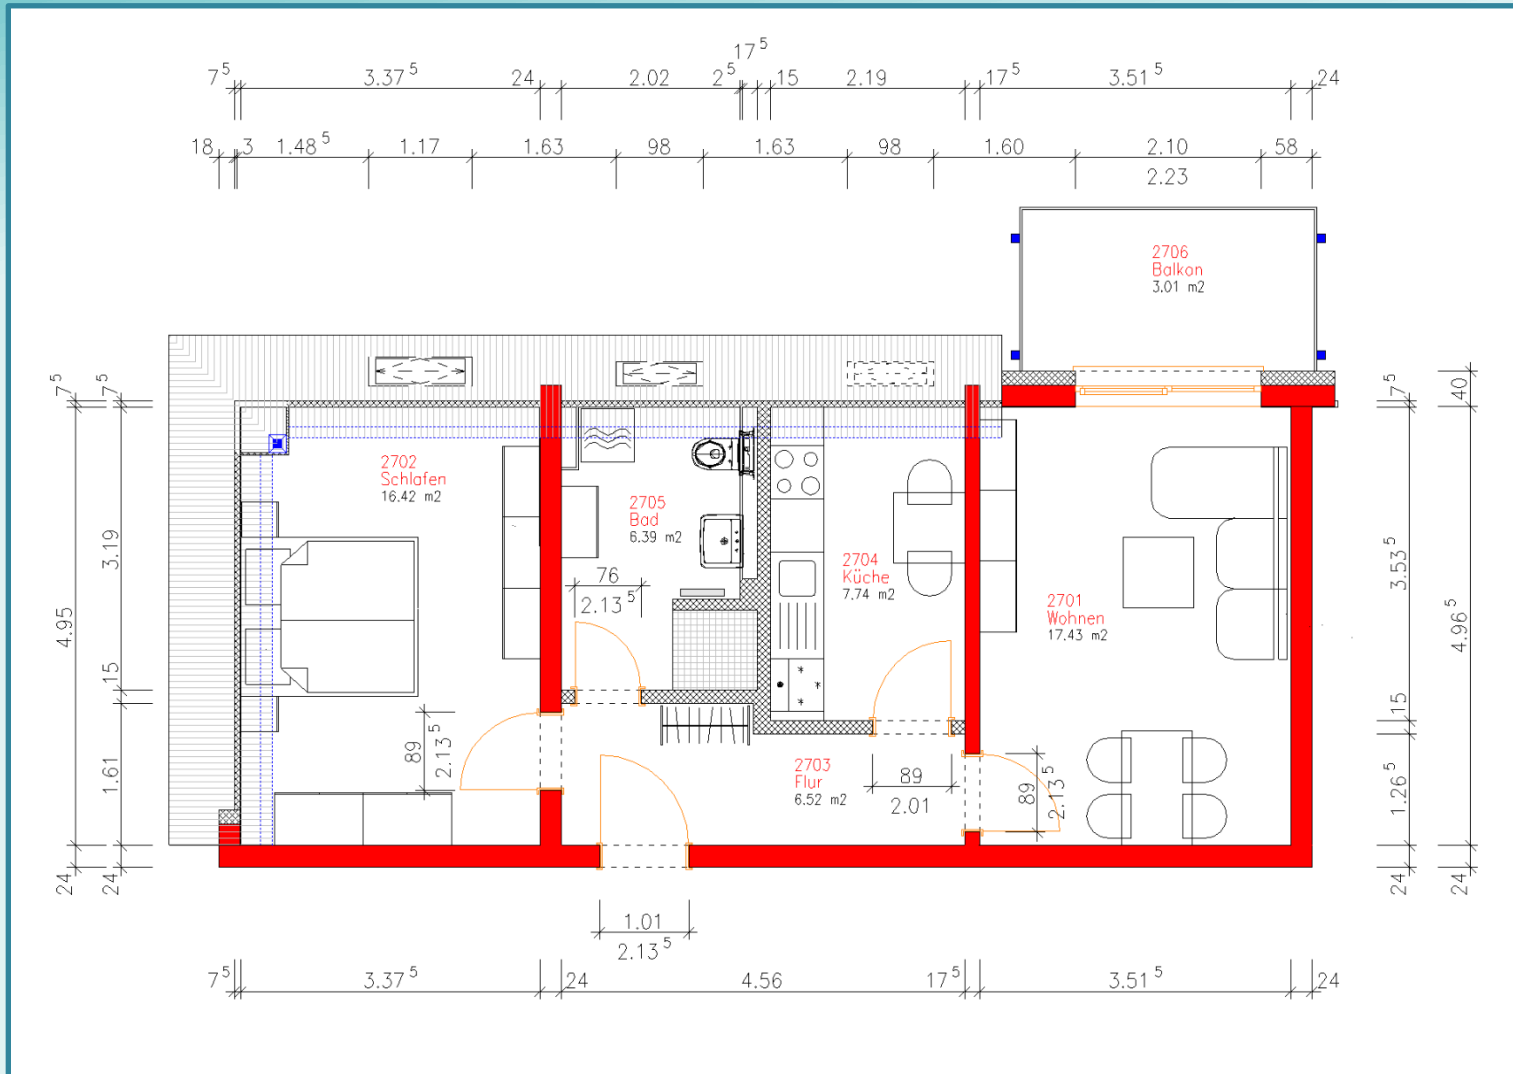 17⁵
7⁵ 3.37⁵ 24 2.02 2⁵ 15 2.19 17⁵ 3.51⁵ 24
18 3 1.48⁵ 1.17 1.63 98 1.63 98 1.60 2.10 58
2.23
2706
Balkon
3.01 m2
7⁵ 7⁵ 7⁵ 40
2702
Schlafen
16.42 m2
2705
Bad
6.39 m2
2704
Küche
7.74 m2
2701
Wohnen
17.43 m2
76
2.13⁵
4.95 3.19 15 1.61 24 24
3.53⁵ 4.96⁵ 15 1.26⁵ 24 24
89
2.13⁵
2703
Flur
6.52 m2
89
2.01
89
2.13⁵
1.01
2.13⁵
7⁵ 3.37⁵ 24 4.56 17⁵ 3.51⁵ 24